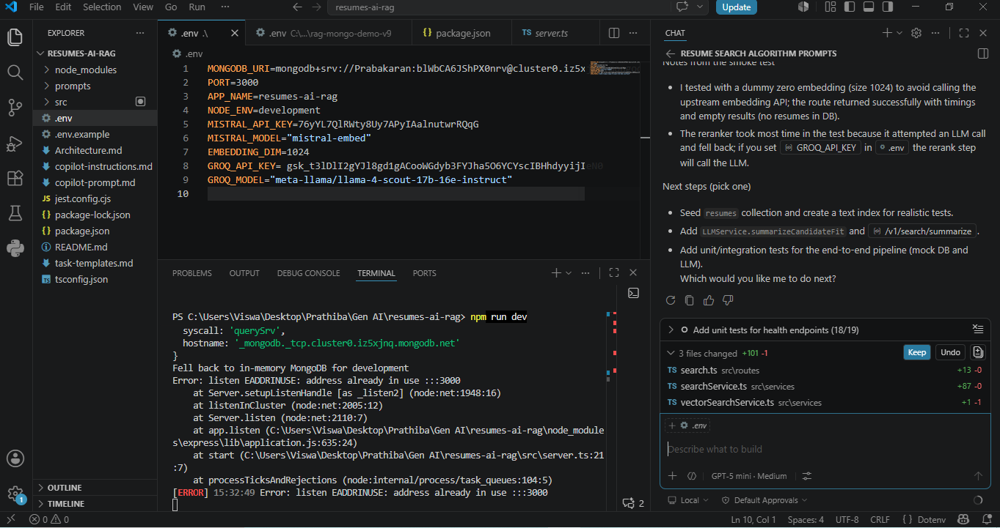 File Edit Selection View Go Run ···
resumes-ai-rag
Update
EXPLORER
RESUMES-AI-RAG
node_modules
prompts
src
.env
.env.example
Architecture.md
copilot-instructions.md
copilot-prompt.md
JS jest.config.cjs
{} package-lock.json
{} package.json
README.md
task-templates.md
TS tsconfig.json
OUTLINE
TIMELINE
.env .\
.env C:\...\rag-mongo-demo-v9
{} package.json
TS server.ts
.env
1 MONGODB_URI=
2 PORT=3000
3 APP_NAME=resumes-ai-rag
4 NODE_ENV=development
5 MISTRAL_API_KEY=
6 MISTRAL_MODEL="mistral-embed"
7 EMBEDDING_DIM=1024
8 GROQ_API_KEY=
9 GROQ_MODEL="meta-llama/llama-4-scout-17b-16e-instruct"
10
PROBLEMS OUTPUT DEBUG CONSOLE TERMINAL PORTS
PS C:\Users\Viswa\Desktop\Prathiba\Gen AI\resumes-ai-rag> npm run dev
syscall: 'querySrv',
hostname: '_mongodb._tcp.cluster0.iz5xjnq.mongodb.net'
}
Fell back to in-memory MongoDB for development
Error: listen EADDRINUSE: address already in use :::3000
at Server.setupListenHandle [as _listen2] (node:net:1948:16)
at listenInCluster (node:net:2005:12)
at Server.listen (node:net:2110:7)
at app.listen (C:\Users\Viswa\Desktop\Prathiba\Gen AI\resumes-ai-rag\node_module
s\express\lib\application.js:635:24)
at start (C:\Users\Viswa\Desktop\Prathiba\Gen AI\resumes-ai-rag\src\server.ts:21
:7)
at processTicksAndRejections (node:internal/process/task_queues:104:5)
[ERROR] 15:32:49 Error: listen EADDRINUSE: address already in use :::3000
2
CHAT
RESUME SEARCH ALGORITHM PROMPTS
Notes from the smoke test
• I tested with a dummy zero embedding (size 1024) to avoid calling the
upstream embedding API; the route returned successfully with timings
and empty results (no resumes in DB).
• The reranker took most time in the test because it attempted an LLM call
and fell back; if you set GROQ_API_KEY in .env the rerank step
will call the LLM.
Next steps (pick one)
• Seed resumes collection and create a text index for realistic tests.
• Add LLMService.summarizeCandidateFit and /v1/search/summarize .
• Add unit/integration tests for the end-to-end pipeline (mock DB and
LLM).
Which would you like me to do next?
Add unit tests for health endpoints (18/19)
3 files changed +101 -1 Keep Undo
TS search.ts src\routes +13 -0
TS searchService.ts src\services +87 -0
TS vectorSearchService.ts src\services +1 -1
.env
Describe what to build
GPT-5 mini · Medium
Local Default Approvals
1
0 0
Ln 10, Col 1 Spaces: 4 UTF-8 CRLF {} Dotenv